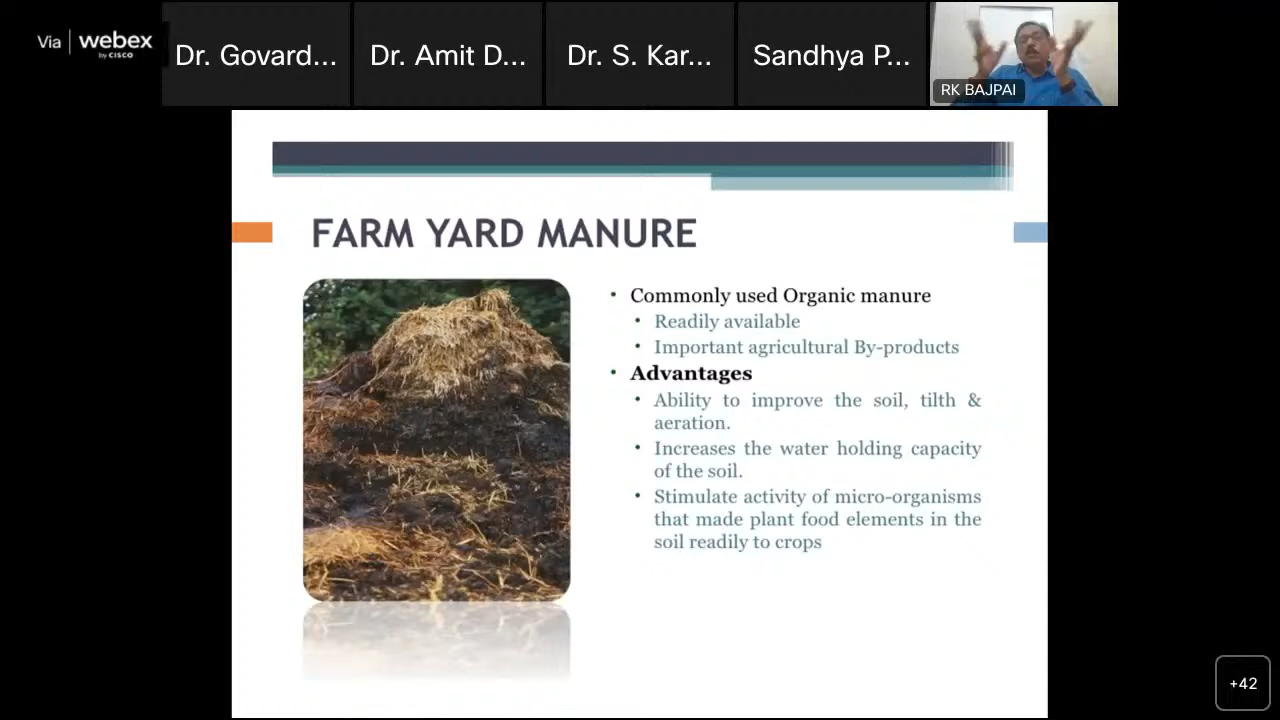 Via | webex
by CISCO
Dr. Govard...
Dr. Amit D...
Dr. S. Kar...
Sandhya P...
RK BAJPAI
FARM YARD MANURE
• Commonly used Organic manure
• Readily available
• Important agricultural By-products
• Advantages
• Ability to improve the soil, tilth &
aeration.
• Increases the water holding capacity
of the soil.
• Stimulate activity of micro-organisms
that made plant food elements in the
soil readily to crops
+42